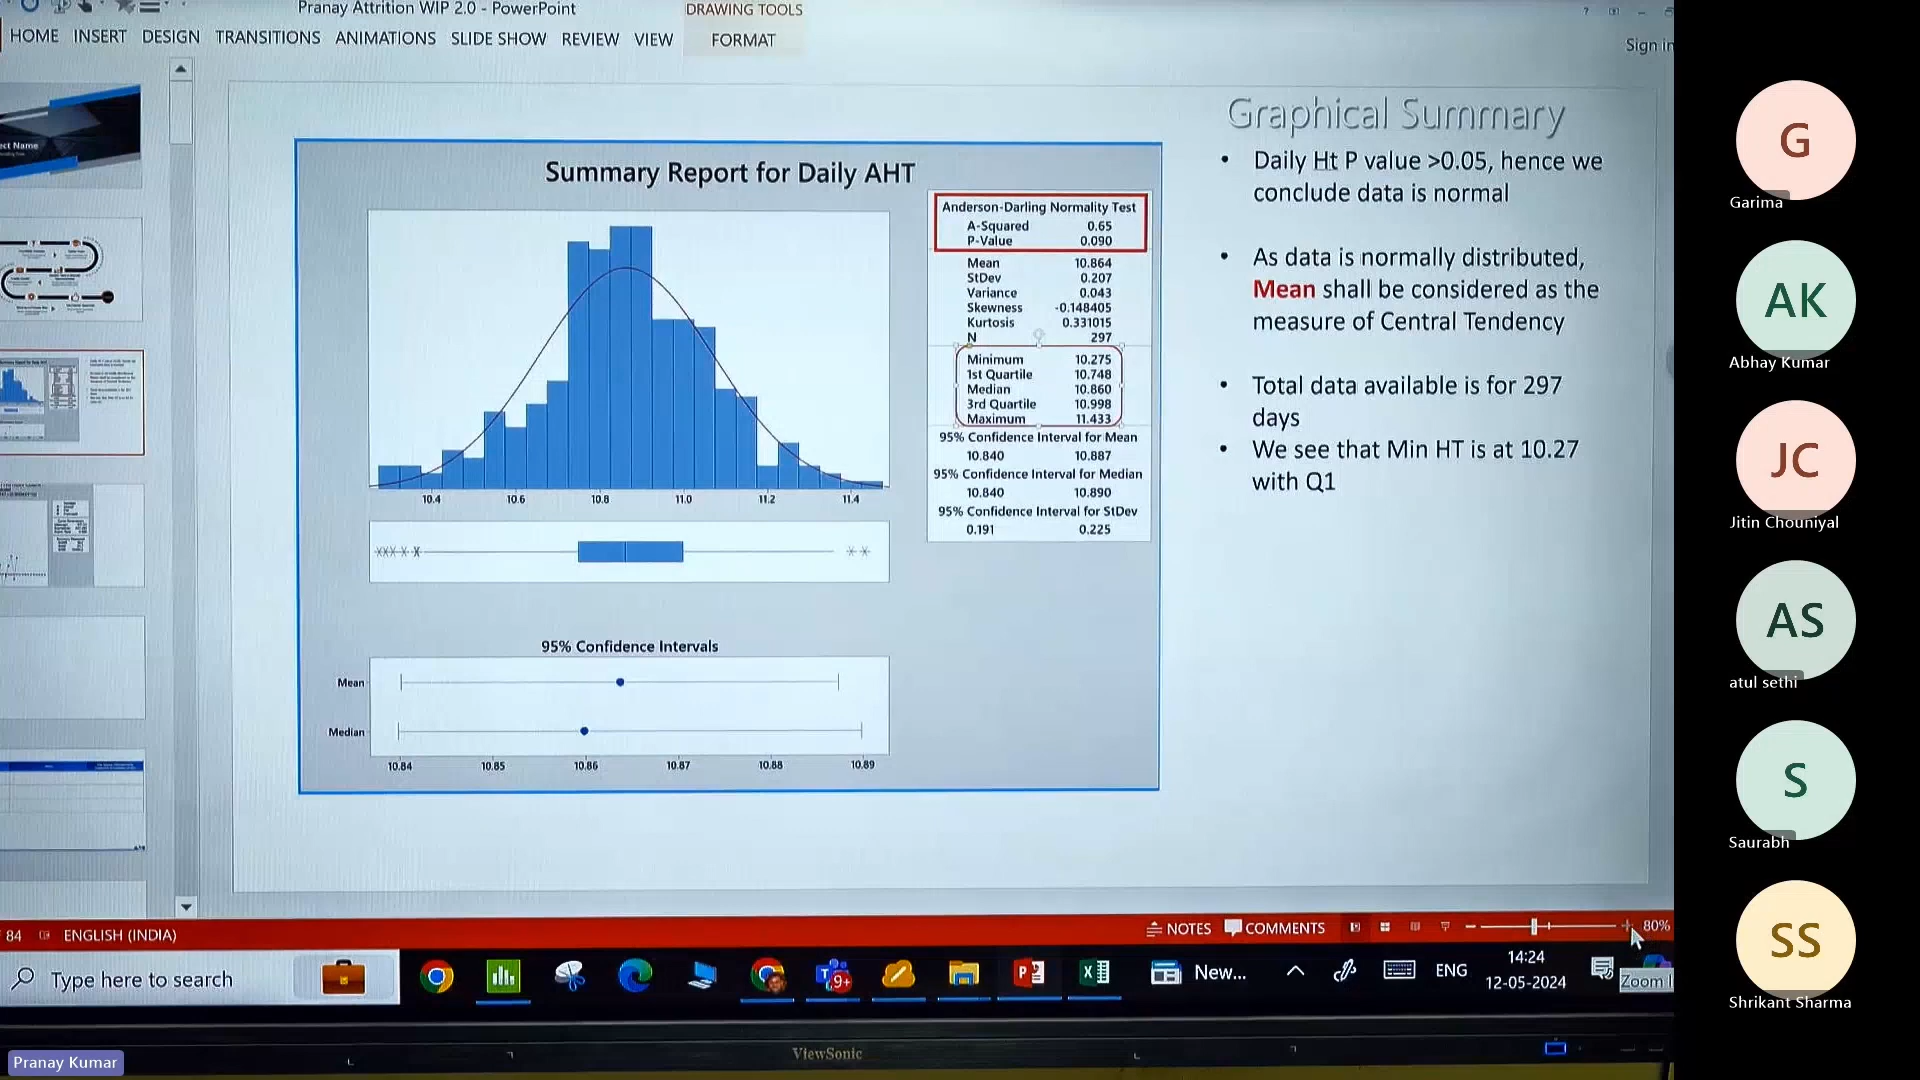 Pranay Attrition WIP 2.0 - PowerPoint
DRAWING TOOLS
HOME INSERT DESIGN TRANSITIONS ANIMATIONS SLIDE SHOW REVIEW VIEW FORMAT
Sign in
ect Name
Graphical Summary
• Daily Ht P value >0.05, hence we
conclude data is normal
• As data is normally distributed,
Mean shall be considered as the
measure of Central Tendency
• Total data available is for 297
days
• We see that Min HT is at 10.27
with Q1
Summary Report for Daily AHT
Anderson-Darling Normality Test
A-Squared 0.65
P-Value 0.090
Mean 10.864
StDev 0.207
Variance 0.043
Skewness -0.148405
Kurtosis 0.331015
N 297
Minimum 10.275
1st Quartile 10.748
Median 10.860
3rd Quartile 10.998
Maximum 11.433
95% Confidence Interval for Mean
10.840 10.887
95% Confidence Interval for Median
10.840 10.890
95% Confidence Interval for StDev
0.191 0.225
10.4 10.6 10.8 11.0 11.2 11.4
95% Confidence Intervals
Mean
Median
10.84 10.85 10.86 10.87 10.88 10.89
84 ENGLISH (INDIA)
NOTES COMMENTS 80%
Type here to search
9+
New...
ENG
14:24
12-05-2024
Zoom I
ViewSonic
Pranay Kumar
G
Garima
AK
Abhay Kumar
JC
Jitin Chouniyal
AS
atul sethi
S
Saurabh
SS
Shrikant Sharma